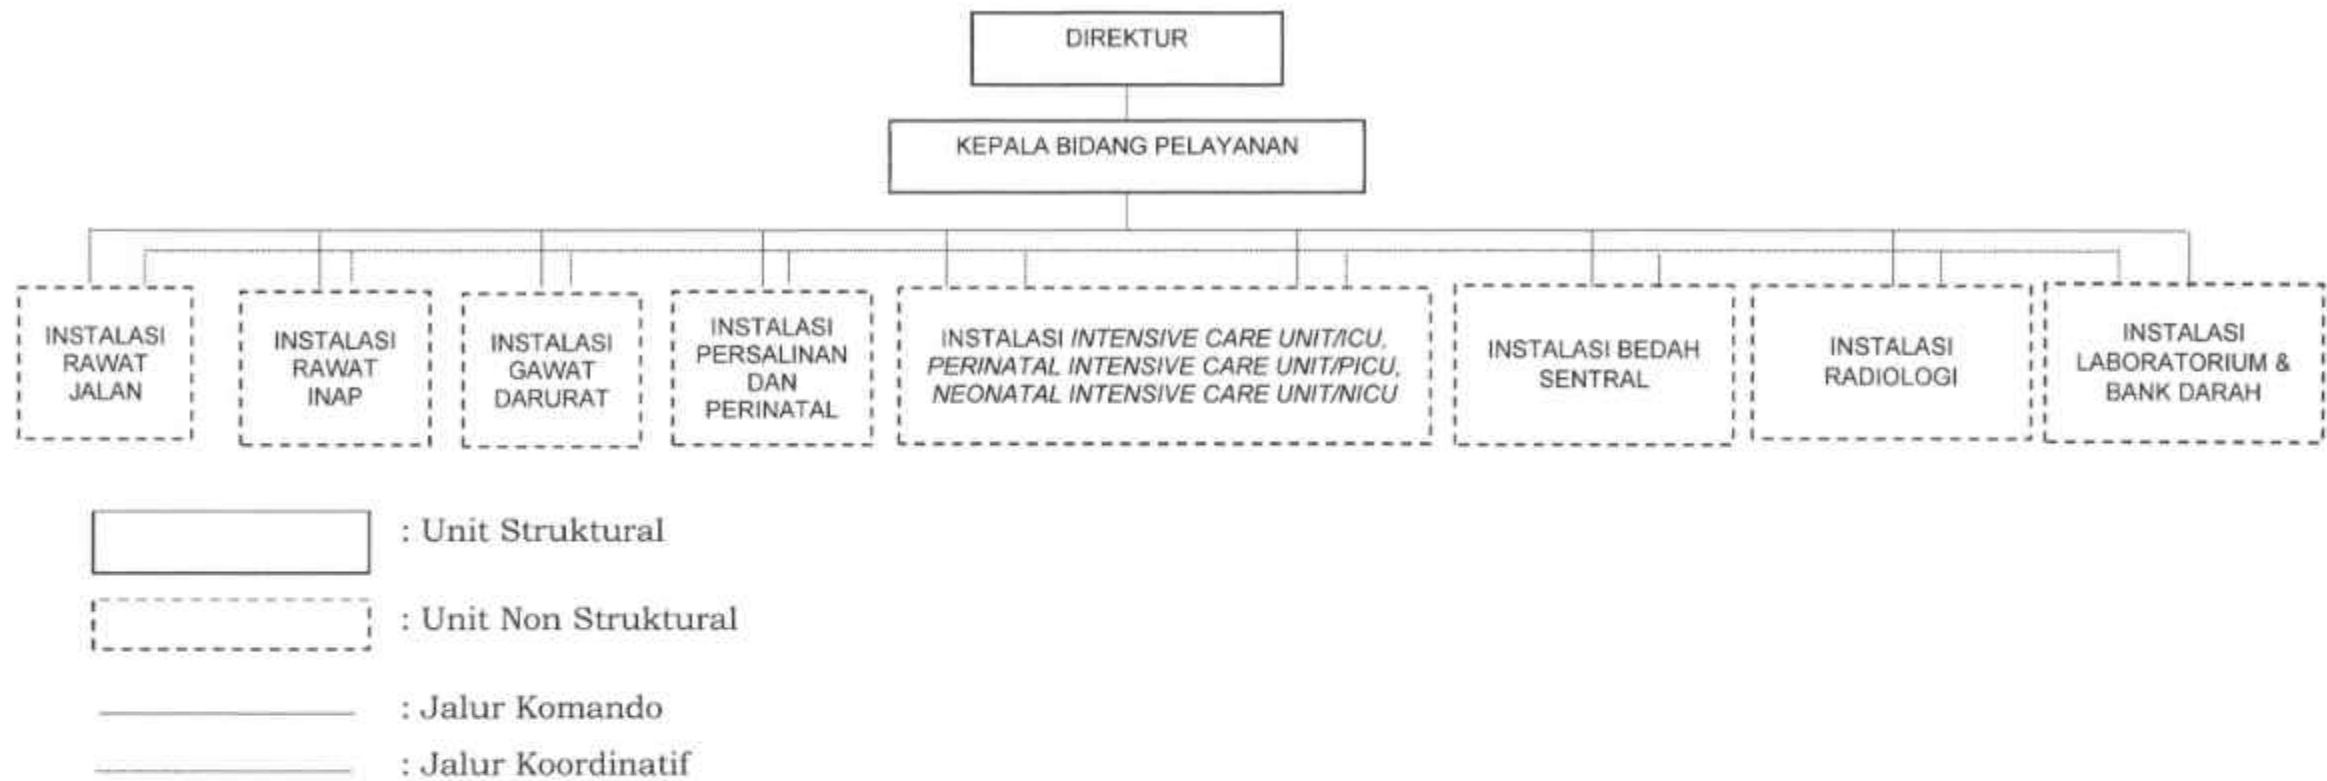 DIREKTUR
KEPALA BIDANG PELAYANAN
INSTALASI
RAWAT
JALAN
INSTALASI
RAWAT
INAP
INSTALASI
GAWAT
DARURAT
INSTALASI
PERSALINAN
DAN
PERINATAL
INSTALASI INTENSIVE CARE UNIT/ICU,
PERINATAL INTENSIVE CARE UNIT/PICU,
NEONATAL INTENSIVE CARE UNIT/NICU
INSTALASI BEDAH
SENTRAL
INSTALASI
RADIOLOGI
INSTALASI
LABORATORIUM &
BANK DARAH
: Unit Struktural
: Unit Non Struktural
: Jalur Komando
: Jalur Koordinatif